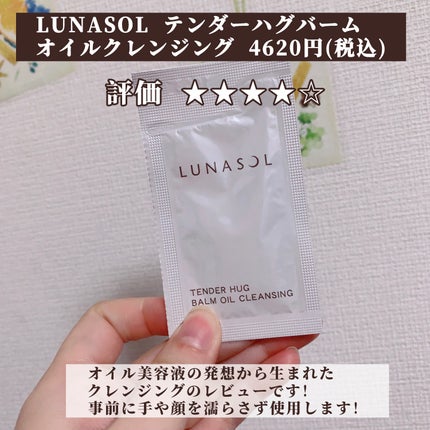 LUNASOL テンダーハグバーム
オイルクレンジング 4620円(税込)
評価 ★★★★☆
LUNASOL
TENDER HUG
BALM OIL CLEANSING
オイル美容液の発想から生まれた
クレンジングのレビューです!
事前に手や顔を濡らさず使用します!